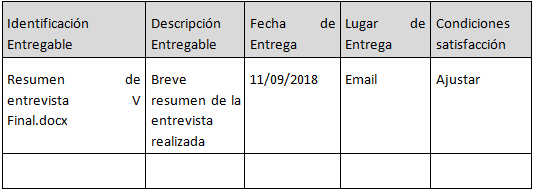 Identificación Entregable
Descripción Entregable
Fecha de Entrega
Lugar de Entrega
Condiciones satisfacción
Resumen de
entrevista V
Final.docx
Breve
resumen de la
entrevista
realizada
11/09/2018
Email
Ajustar